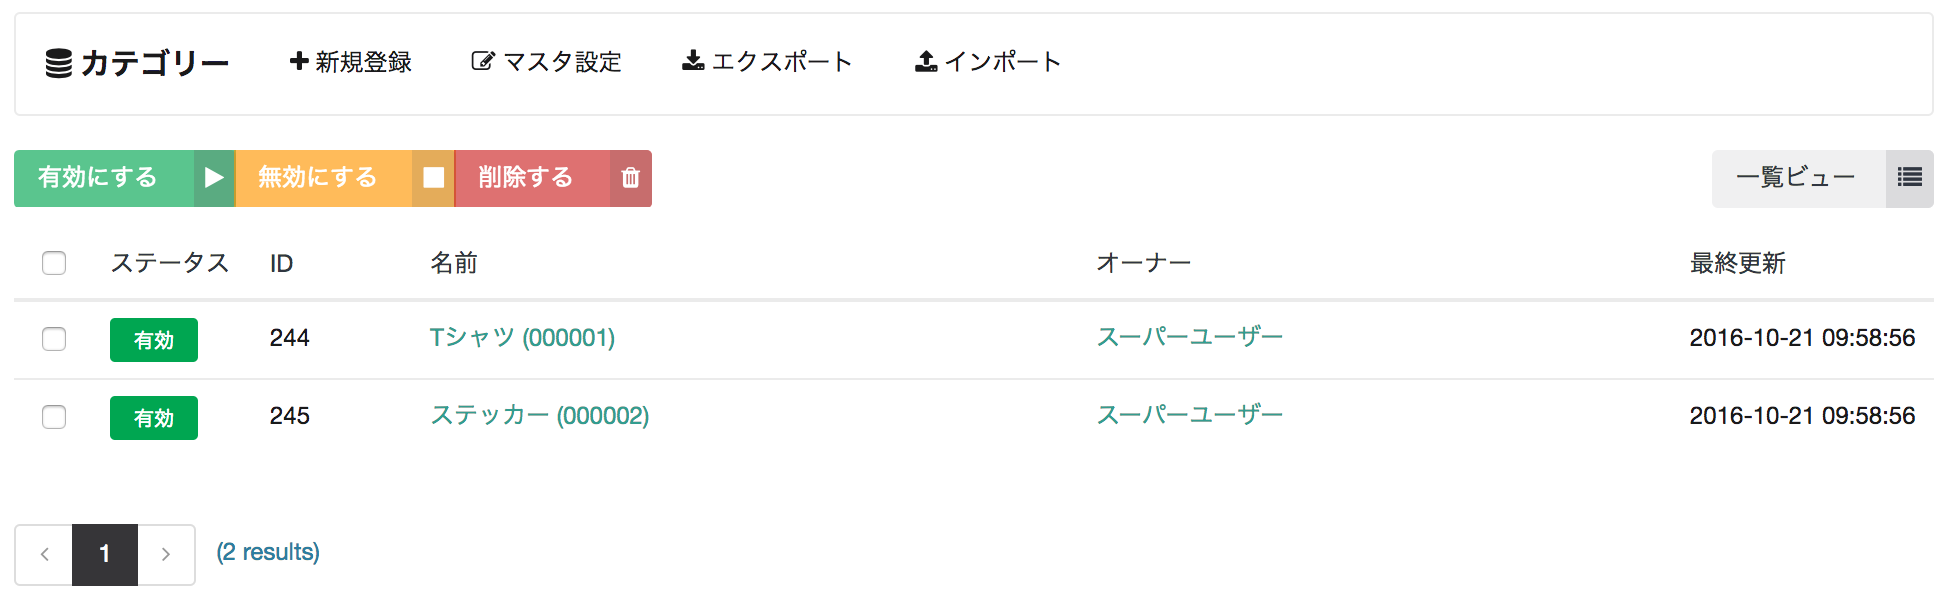 カテゴリー 新規登録 マスタ設定 エクスポート インポート
有効にする 無効にする 削除する 一覧ビュー
ステータス ID 名前 オーナー 最終更新
有効 244 Tシャツ (000001) スーパーユーザー 2016-10-21 09:58:56
有効 245 ステッカー (000002) スーパーユーザー 2016-10-21 09:58:56
1 (2 results)